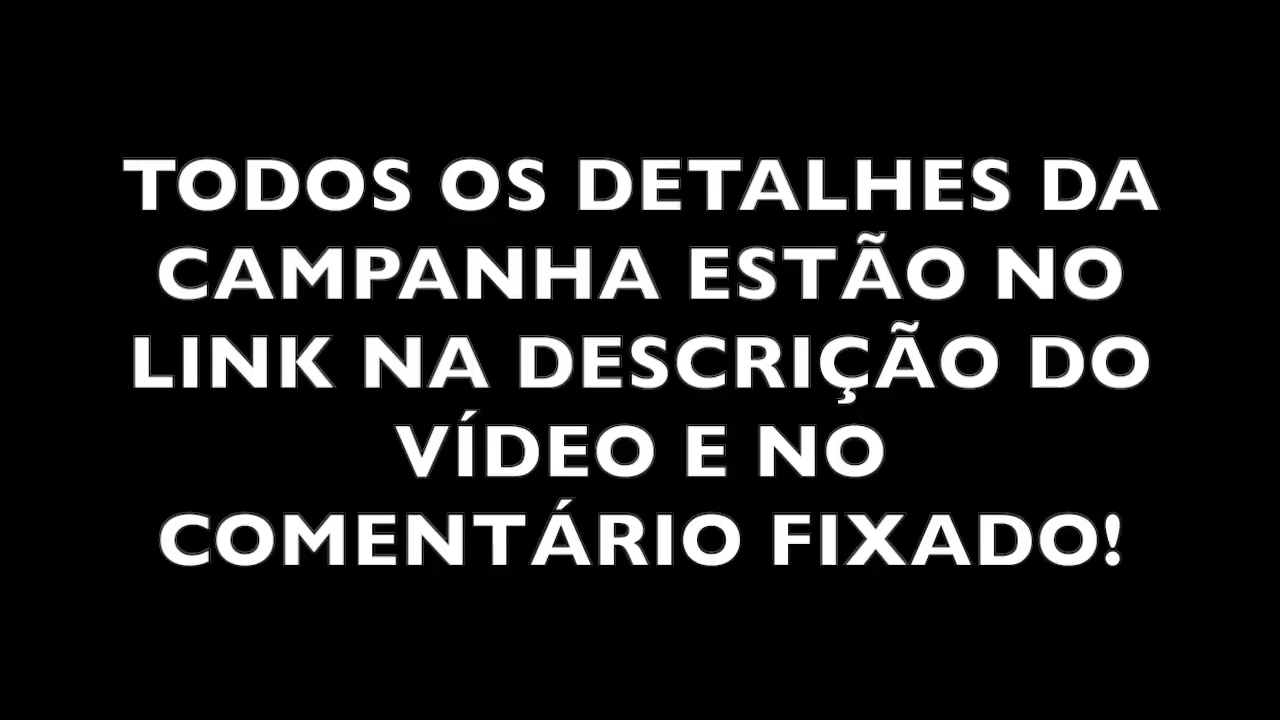 TODOS OS DETALHES DA
CAMPANHA ESTÃO NO
LINK NA DESCRIÇÃO DO
VÍDEO E NO
COMENTÁRIO FIXADO!